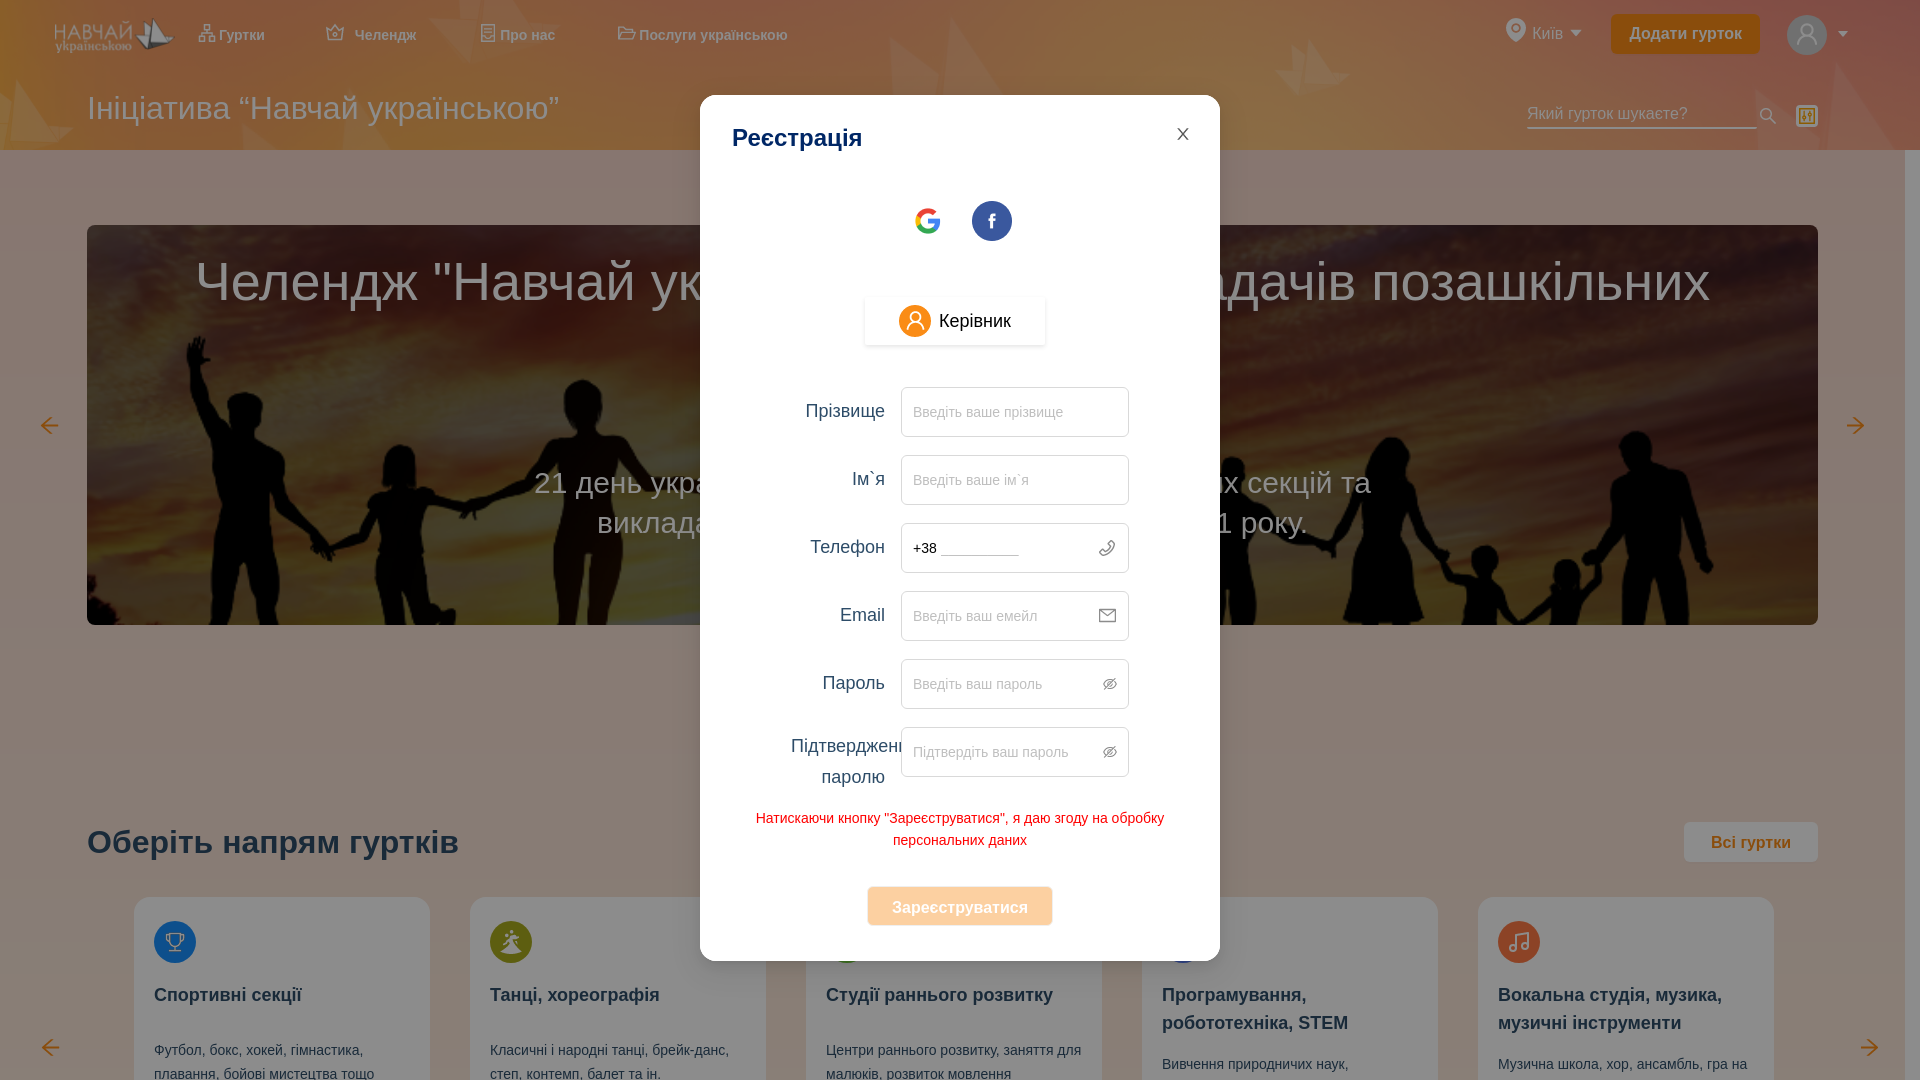 НАВЧАЙ
українською
Гуртки
Челендж
Про нас
Послуги українською
Київ
Додати гурток
Ініціатива “Навчай українською”
Який гурток шукаєте?
Реєстрація
Челендж "Навчай ук
дачів позашкільних
21 день укра
их секцій та
виклада
1 року.
Керівник
Прізвище
Введіть ваше прізвище
Ім`я
Введіть ваше ім`я
Телефон
+38 __________
Email
Введіть ваш емейл
Пароль
Введіть ваш пароль
Підтверджен
паролю
Підтвердіть ваш пароль
Натискаючи кнопку "Зареєструватися", я даю згоду на обробку
персональних даних
Зареєструватися
Оберіть напрям гуртків
Всі гуртки
Спортивні секції
Футбол, бокс, хокей, гімнастика,
плавання, бойові мистецтва тощо
Танці, хореографія
Класичні і народні танці, брейк-данс,
степ, контемп, балет та ін.
Студії раннього розвитку
Центри раннього розвитку, заняття для
малюків, розвиток мовлення
Програмування,
робототехніка, STEM
Вивчення природничих наук,
Вокальна студія, музика,
музичні інструменти
Музична школа, хор, ансамбль, гра на